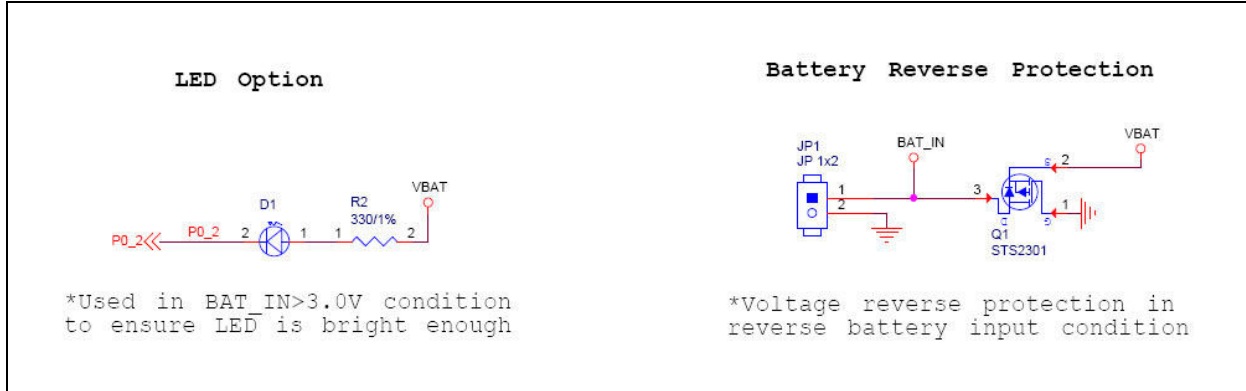 LED Option
P0_2
P0_2
2
D1
1
1
R2
330/1%
2
VBAT
*Used in BAT_IN>3.0V condition
to ensure LED is bright enough
Battery Reverse Protection
JP1
JP 1x2
1
2
BAT_IN
3
D
S
2
VBAT
G
1
Q1
STS2301
*Voltage reverse protection in
reverse battery input condition